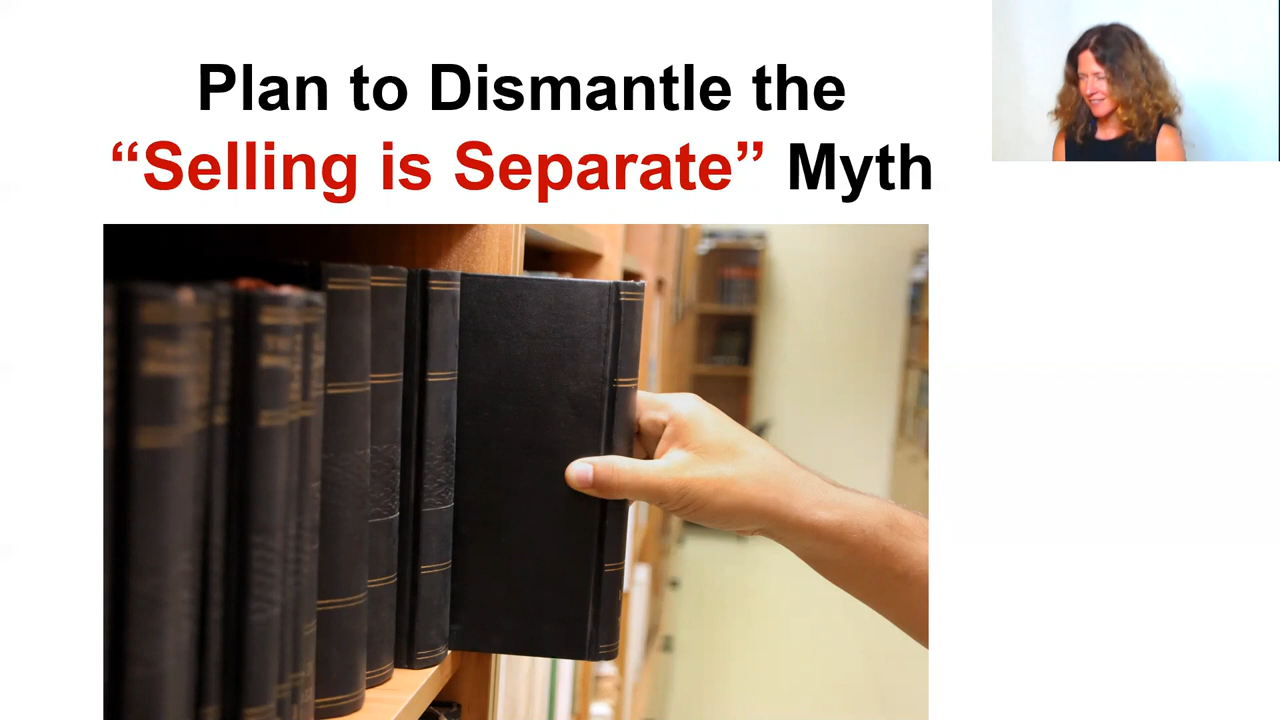 Plan to Dismantle the
“Selling is Separate” Myth